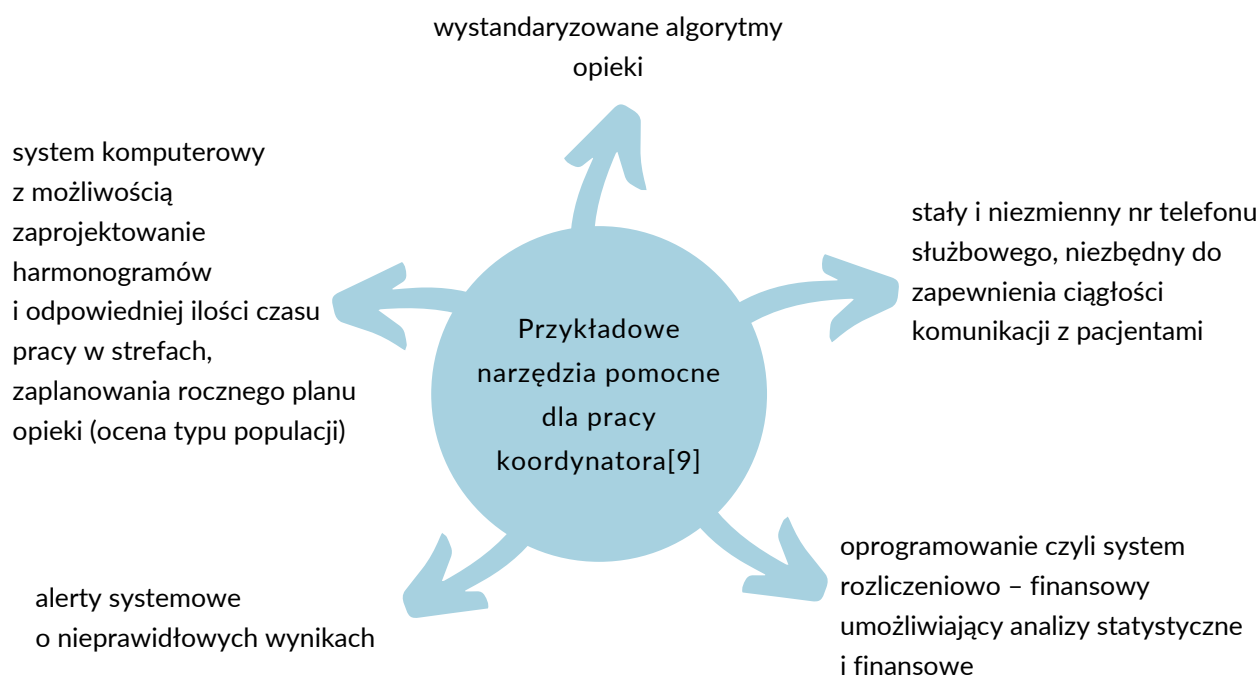 wystandaryzowane algorytmy
opieki
system komputerowy
z możliwością
zaprojektowanie
harmonogramów
i odpowiedniej ilości czasu
pracy w strefach,
zaplanowania rocznego planu
opieki (ocena typu populacji)
stały i niezmienny nr telefonu
służbowego, niezbędny do
zapewnienia ciągłości
komunikacji z pacjentami
Przykładowe
narzędzia pomocne
dla pracy
koordynatora[9]
alerty systemowe
o nieprawidłowych wynikach
oprogramowanie czyli system
rozliczeniowo – finansowy
umożliwiający analizy statystyczne
i finansowe